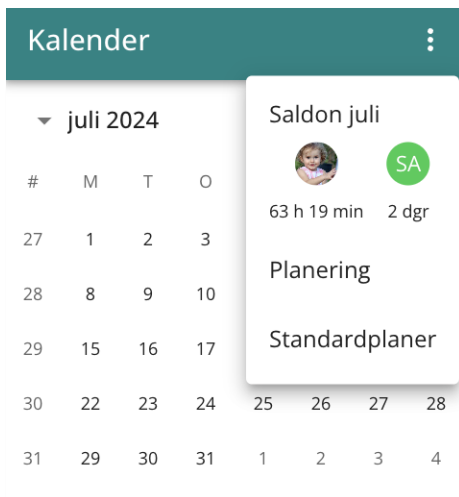 Kalender
Saldon juli
SA
63 h 19 min 2 dgr
Planering
Standardplaner
juli 2024
# M T O
27 1 2 3
28 8 9 10
29 15 16 17
30 22 23 24 25 26 27 28
31 29 30 31 1 2 3 4